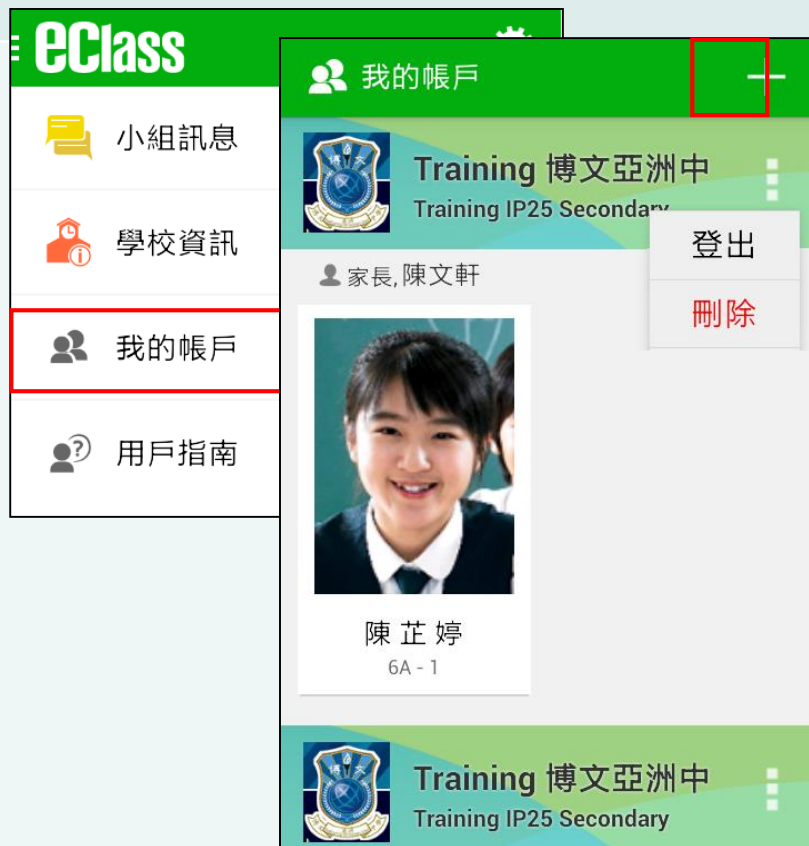 eClass
小組訊息
學校資訊
我的帳戶
用戶指南
我的帳戶
Training 博文亞洲中
Training IP25 Secondary
登出
刪除
家長,陳文軒
陳芷婷
6A - 1
Training 博文亞洲中
Training IP25 Secondary